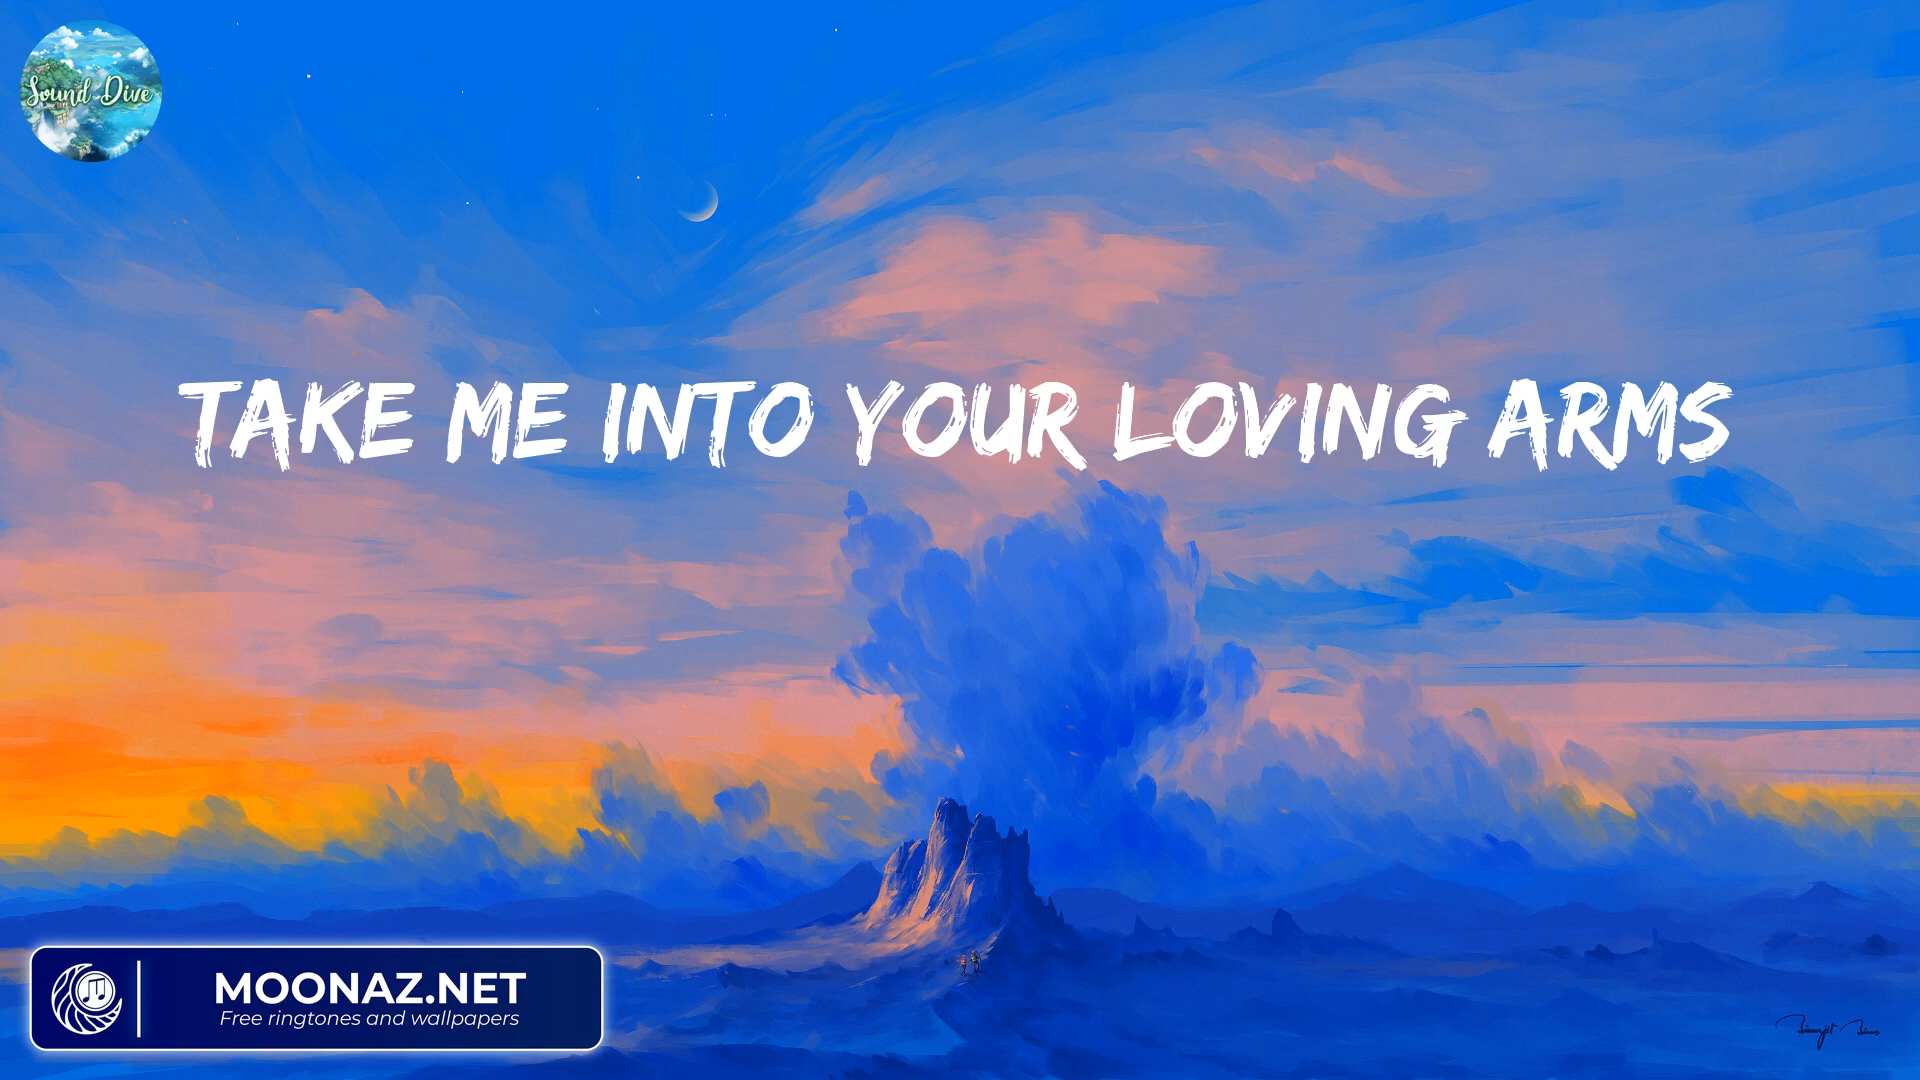 Sound Dive
TAKE ME INTO YOUR LOVING ARMS
MOONAZ.NET
Free ringtones and wallpapers